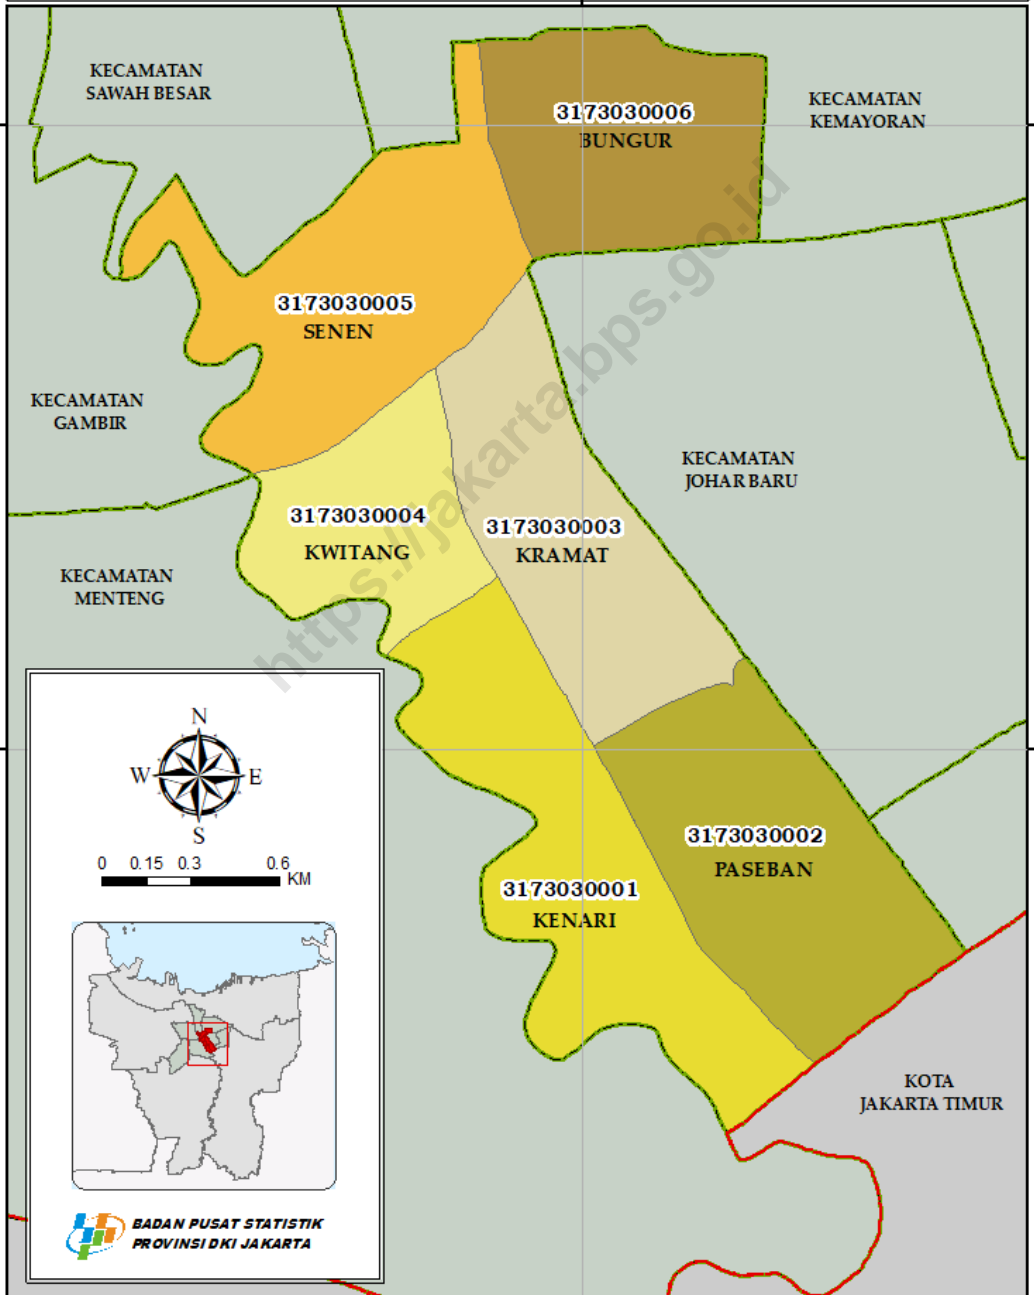 KECAMATAN
SAWAH BESAR
3173030006
BUNGUR
KECAMATAN
KEMAYORAN
3173030005
SENEN
KECAMATAN
GAMBIR
KECAMATAN
JOHAR BARU
3173030004
KWITANG
3173030003
KRAMAT
KECAMATAN
MENTENG
https://jakarta.bps.go.id
N
W E
S
0 0.15 0.3 0.6
KM
3173030002
PASEBAN
3173030001
KENARI
KOTA
JAKARTA TIMUR
BADAN PUSAT STATISTIK
PROVINSI DKI JAKARTA